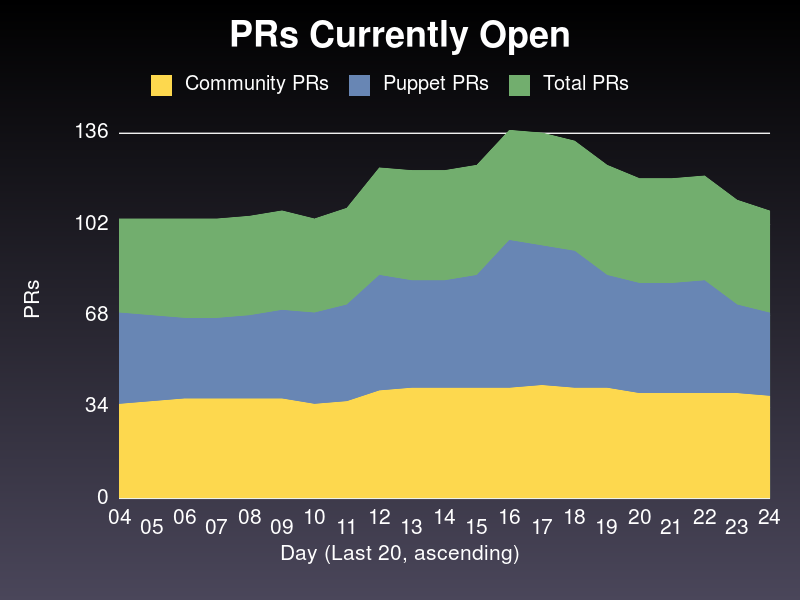 PRs Currently Open
Community PRs Puppet PRs Total PRs
136
102
68
34
0
PRs
04 05 06 07 08 09 10 11 12 13 14 15 16 17 18 19 20 21 22 23 24
Day (Last 20, ascending)